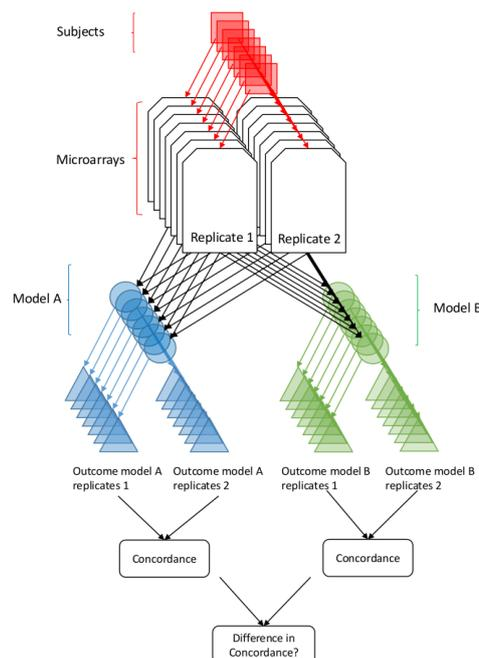 Subjects
Microarrays
Replicate 1
Replicate 2
Model A
Model B
Outcome model A
replicates 1
Outcome model A
replicates 2
Outcome model B
replicates 1
Outcome model B
replicates 2
Concordance
Concordance
Difference in
Concordance?